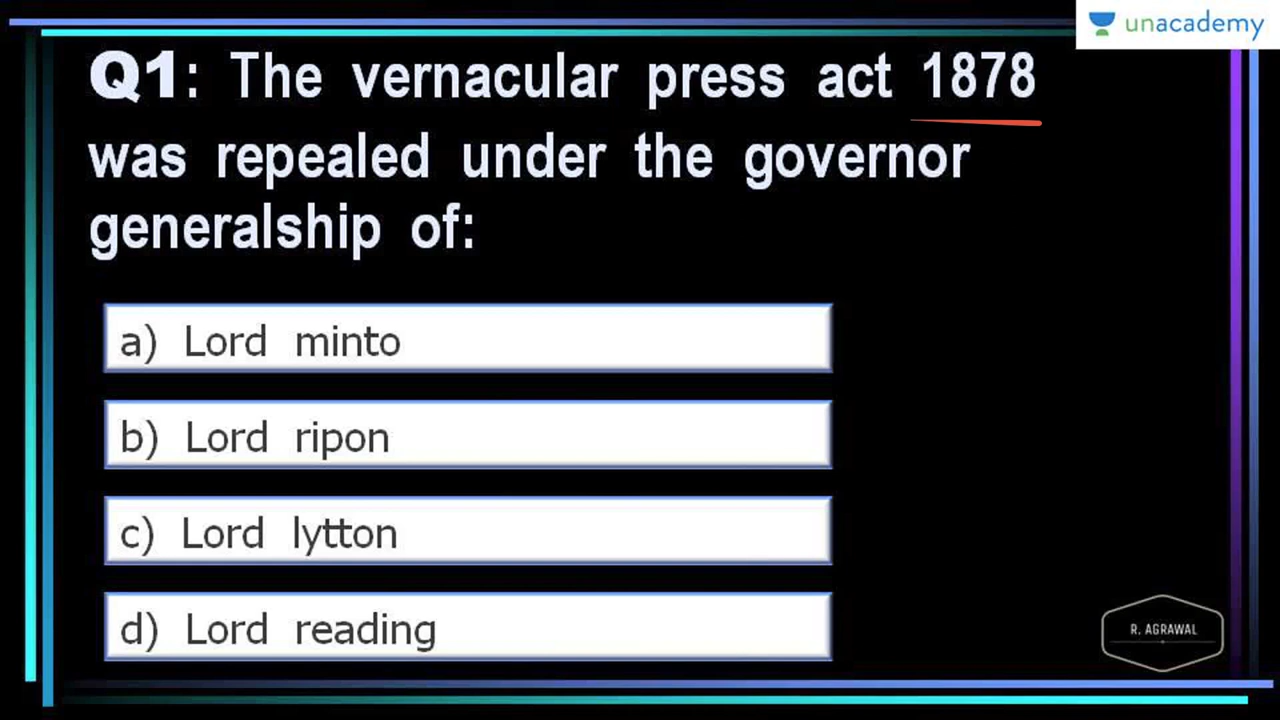 unacademy
Q1: The vernacular press act 1878
was repealed under the governor
generalship of:
a) Lord minto
b) Lord ripon
c) Lord lytton
d) Lord reading
R. AGRAWAL